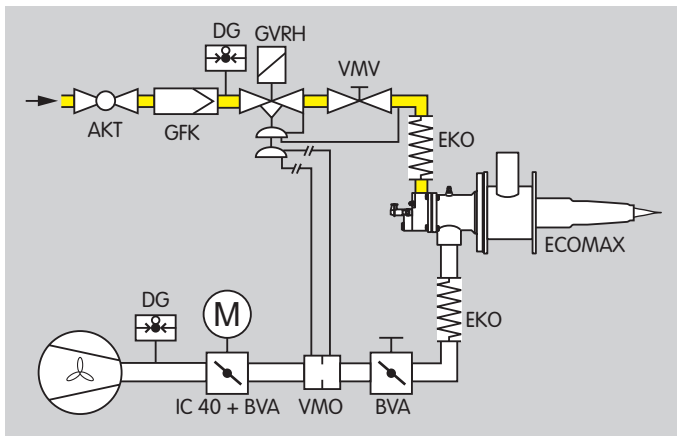 DG
GVRH
VMV
AKT
GFK
EKO
ECOMAX
DG
M
EKO
IC 40 + BVA
VMO
BVA